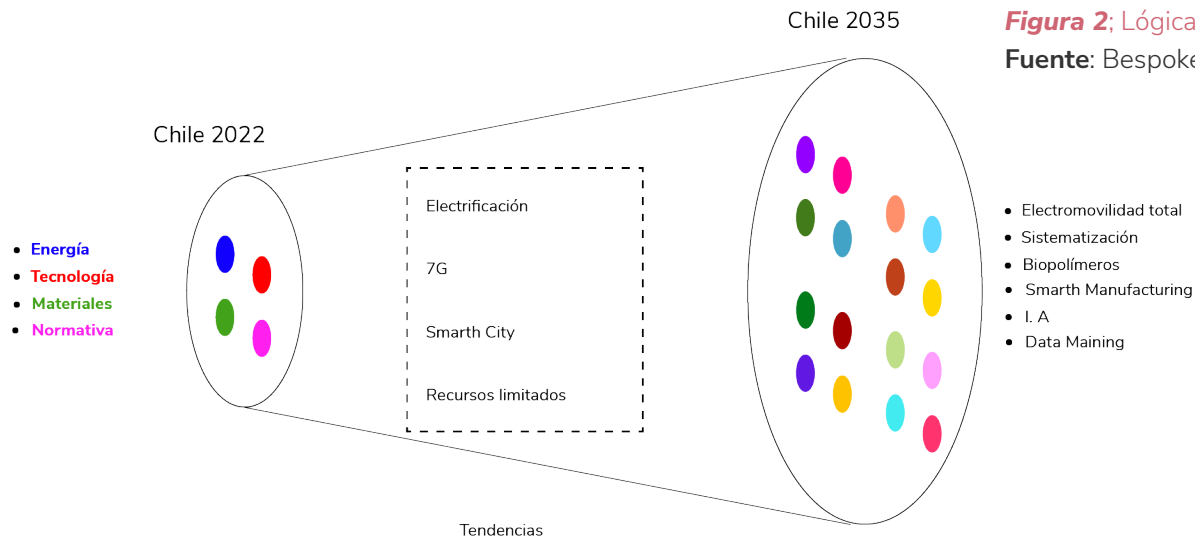 Chile 2035
Figura 2; Lógica
Fuente: Bespoke
Chile 2022
Energía
Tecnología
Materiales
Normativa
Electrificación
7G
Smarth City
Recursos limitados
Electromovilidad total
Sistematización
Biopolímeros
Smarth Manufacturing
I. A
Data Maining
Tendencias